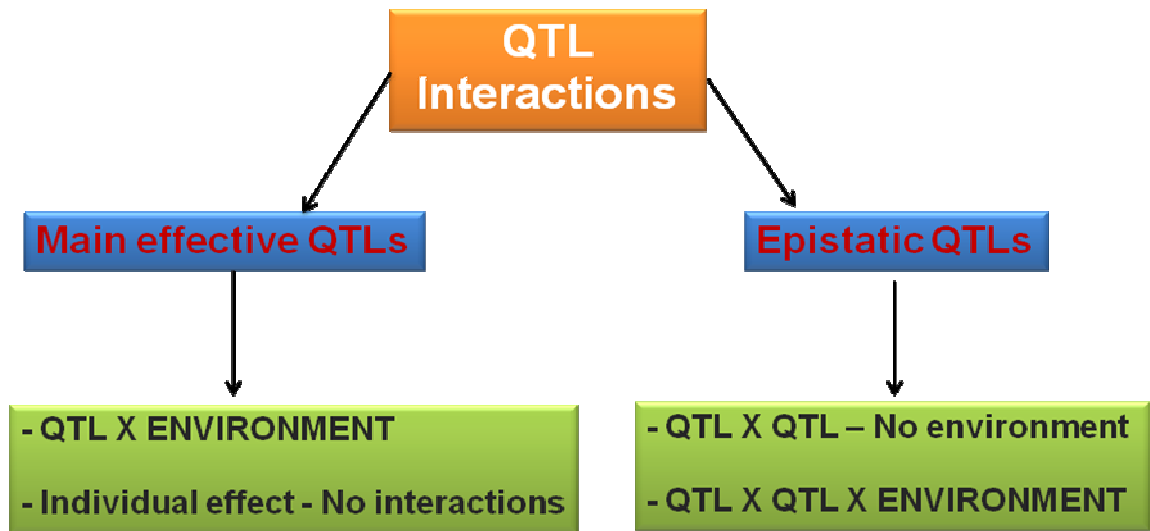 QTL
Interactions
Main effective QTLs
Epistatic QTLs
- QTL X ENVIRONMENT
- Individual effect - No interactions
- QTL X QTL – No environment
- QTL X QTL X ENVIRONMENT